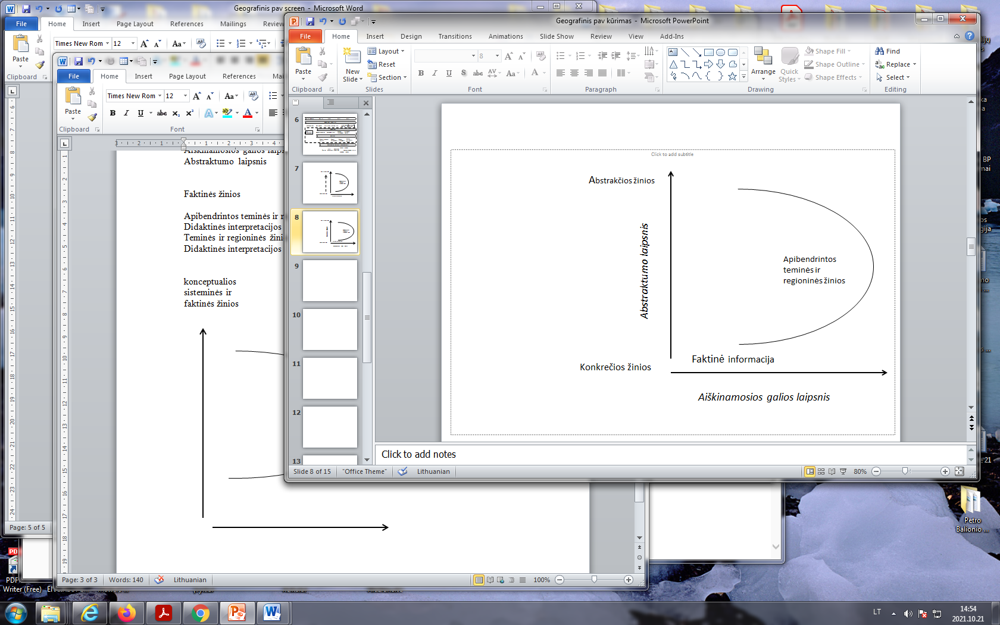 Geografinis pav screen - Microsoft Word
File Home Insert Page Layout References Mailings Review
Times New Rom 12
Paste
Clipboard
Page: 5 of 5
File Home Insert Page Layout References
Times New Rom 12
Paste
Clipboard Font
Abstraktumo laipsnis
Faktinės žinios
Apibendrintos teminės ir
Didaktinės interpretacijos
Teminės ir regioninės
Didaktinės interpretacijos
konceptualios
sisteminės ir
faktinės žinios
Page: 3 of 3 Words: 140 Lithuanian 100%
Geografinis pav kūrimas - Microsoft PowerPoint
File Home Insert Design Transitions Animations Slide Show Review View Add-Ins
Paste
New Slide
Layout
Reset
Section
8
Arrange
Quick Styles
Shape Fill
Shape Outline
Shape Effects
Find
Replace
Select
Clipboard Slides Font Paragraph Drawing Editing
6
7
8
9
10
11
12
13
Click to add subtitle
Abstrakčios žinios
Abstraktumo laipsnis
Apibendrintos
teminės ir
regioninės žinios
Faktinė informacija
Konkrečios žinios
Aiškinamosios galios laipsnis
Click to add notes
Slide 8 of 15 "Office Theme" Lithuanian 80%
Petro
Balionio ...
PDF
Writer (Free)
LT
14:54
2021.10.21